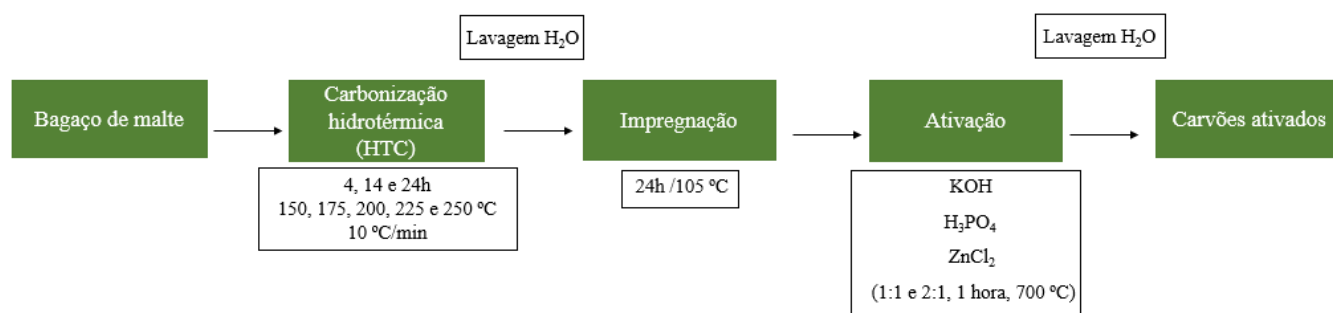 Lavagem H₂O
Lavagem H₂O
Bagaço de malte
Carbonização
hidrotérmica
(HTC)
Impregnação
Ativação
Carvões ativados
4, 14 e 24h
150, 175, 200, 225 e 250 ºC
10 ºC/min
24h /105 ºC
KOH
H₃PO₄
ZnCl₂
(1:1 e 2:1, 1 hora, 700 ºC)